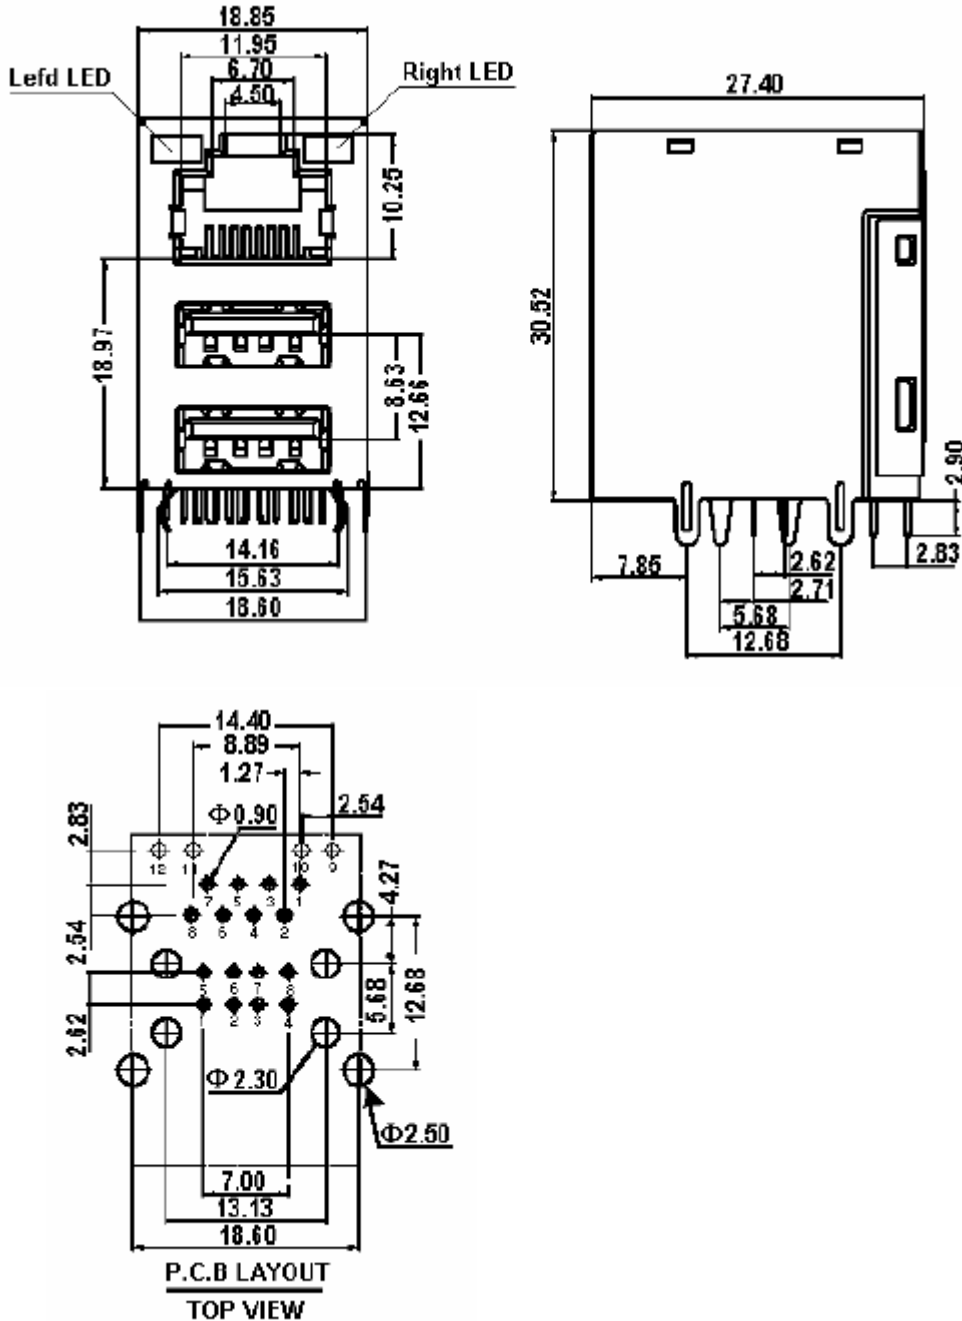 18.85
11.95
6.70
4.50
Lefd LED
Right LED
10.25
18.97
8.63
12.66
14.16
15.63
18.60
27.40
30.52
2.90
7.85
2.62
2.83
2.71
5.68
12.68
14.40
8.89
1.27
2.54
Φ0.90
2.83
12 11 10 9
7 5 3 1
4.27
8 6 4 2
2.54
5 6 7 8
5.68
12.68
2 3 4
2.62
Φ2.30
Φ2.50
7.00
13.13
18.60
P.C.B LAYOUT
TOP VIEW